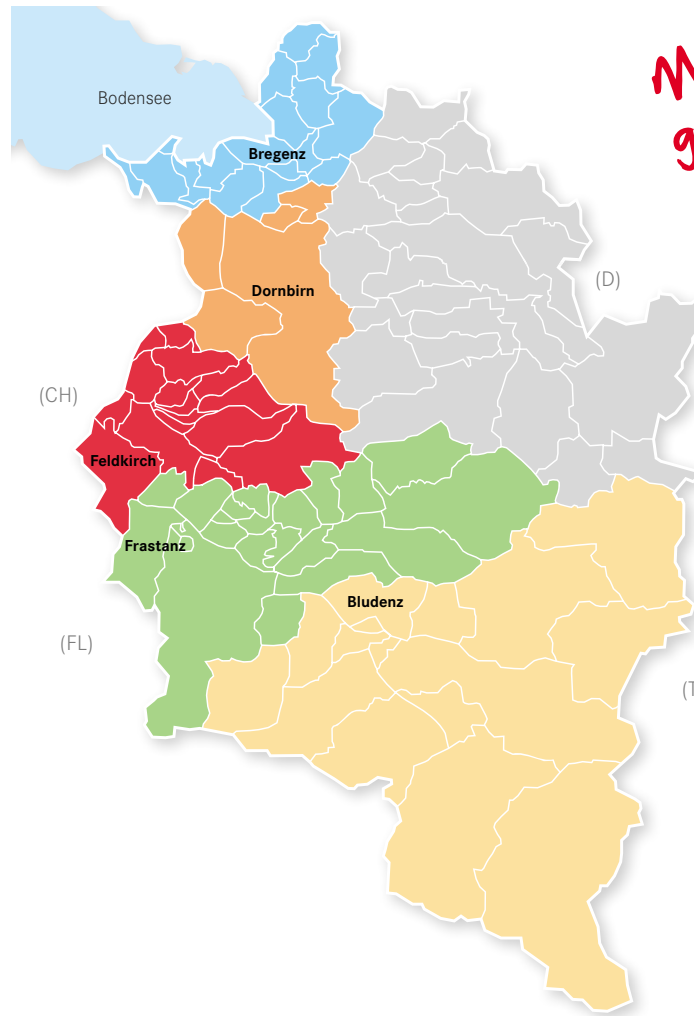 Bodensee
Bregenz
Dornbirn
(D)
(CH)
Feldkirch
Frastanz
Bludenz
(FL)